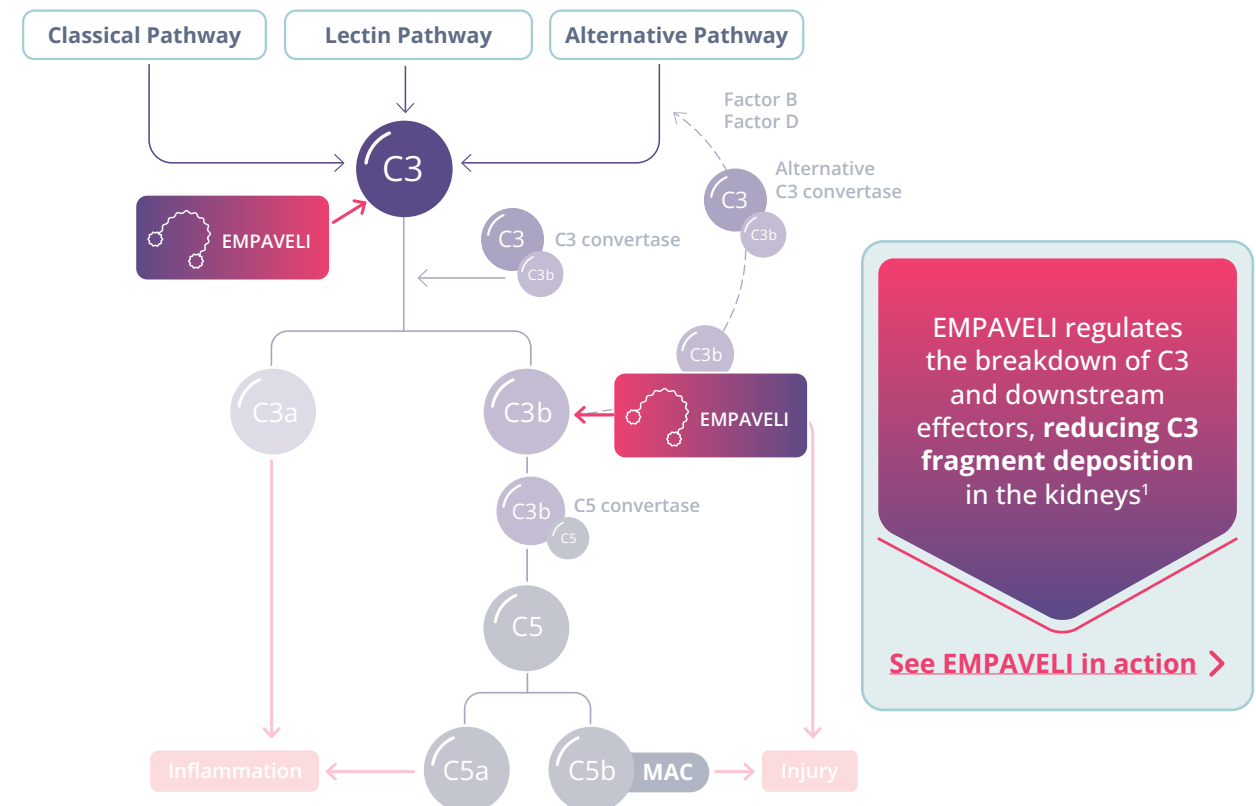 Classical Pathway
Lectin Pathway
Alternative Pathway
Factor B
Factor D
C3
Alternative
C3 convertase
C3
C3b
EMPAVELI
C3
C3b
C3 convertase
C3b
C3a
C3b
EMPAVELI
C3b
C5
C5 convertase
C5
Inflammation
C5a
C5b
MAC
Injury
EMPAVELI regulates
the breakdown of C3
and downstream
effectors, reducing C3
fragment deposition
in the kidneys¹
See EMPAVELI in action